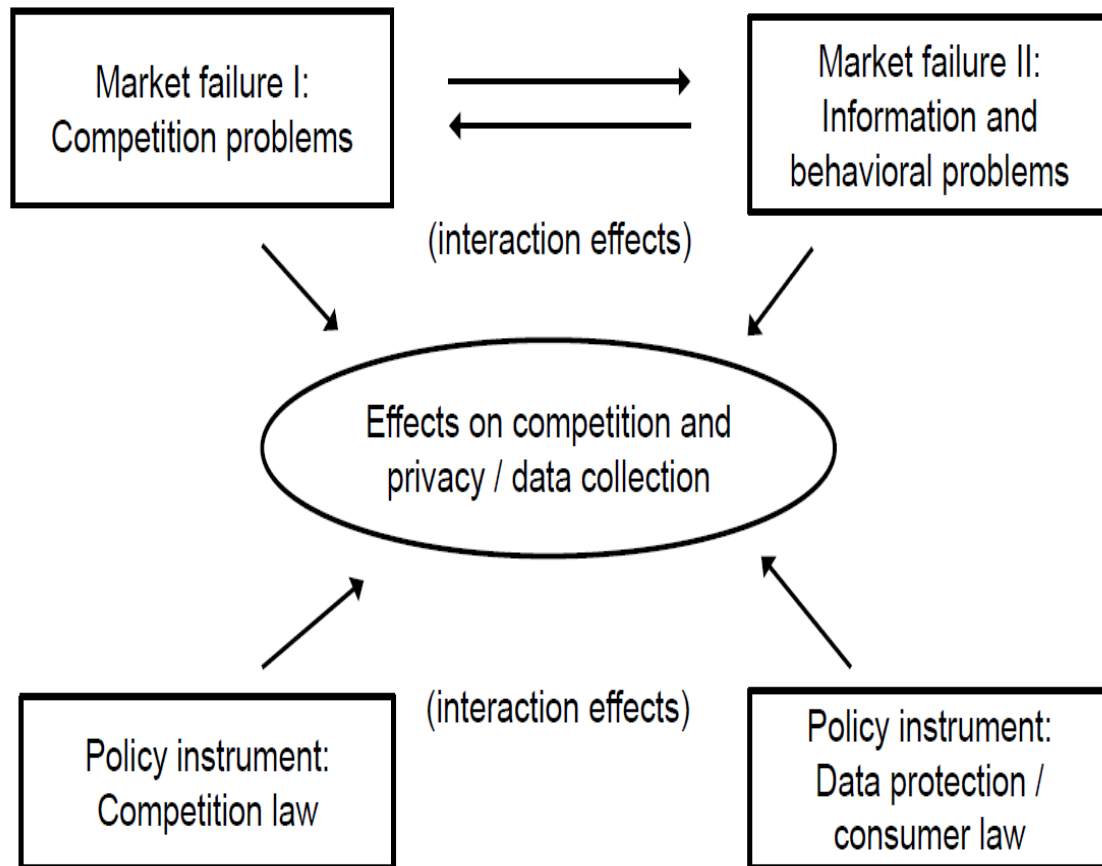 Market failure I:
Competition problems
Market failure II:
Information and
behavioral problems
(interaction effects)
Effects on competition and
privacy / data collection
(interaction effects)
Policy instrument:
Competition law
Policy instrument:
Data protection /
consumer law